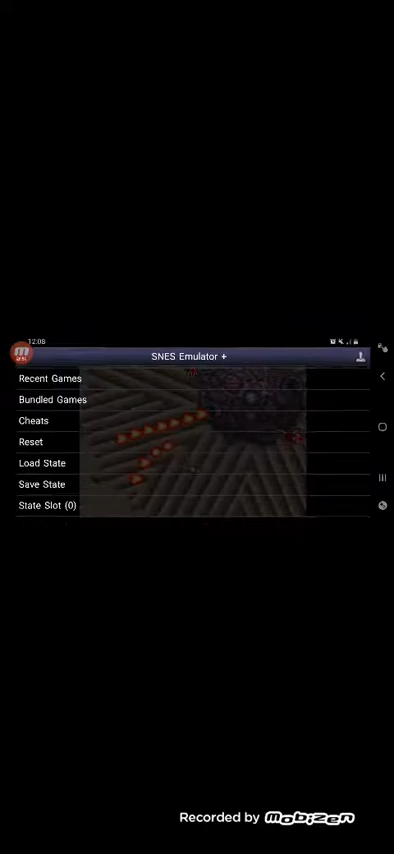 12:08
SNES Emulator +
Recent Games
Bundled Games
Cheats
Reset
Load State
Save State
State Slot (0)
Recorded by mobizen